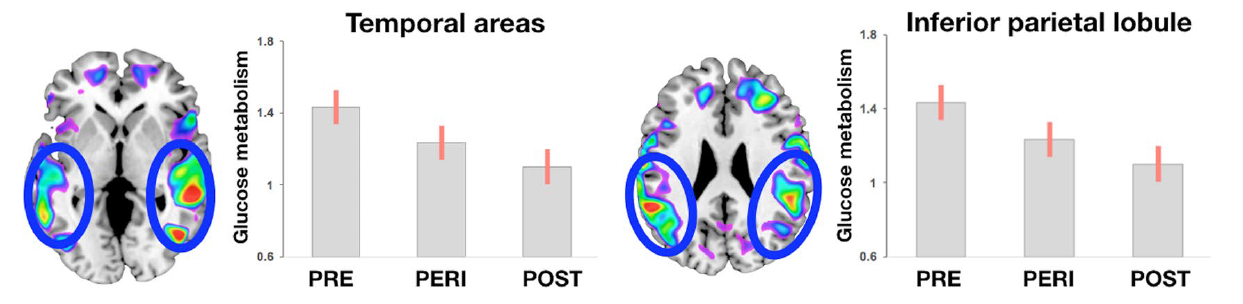 Temporal areas
Glucose metabolism
1.8
1.4
1
0.6
PRE PERI POST
Inferior parietal lobule
Glucose metabolism
1.8
1.4
1
0.6
PRE PERI POST